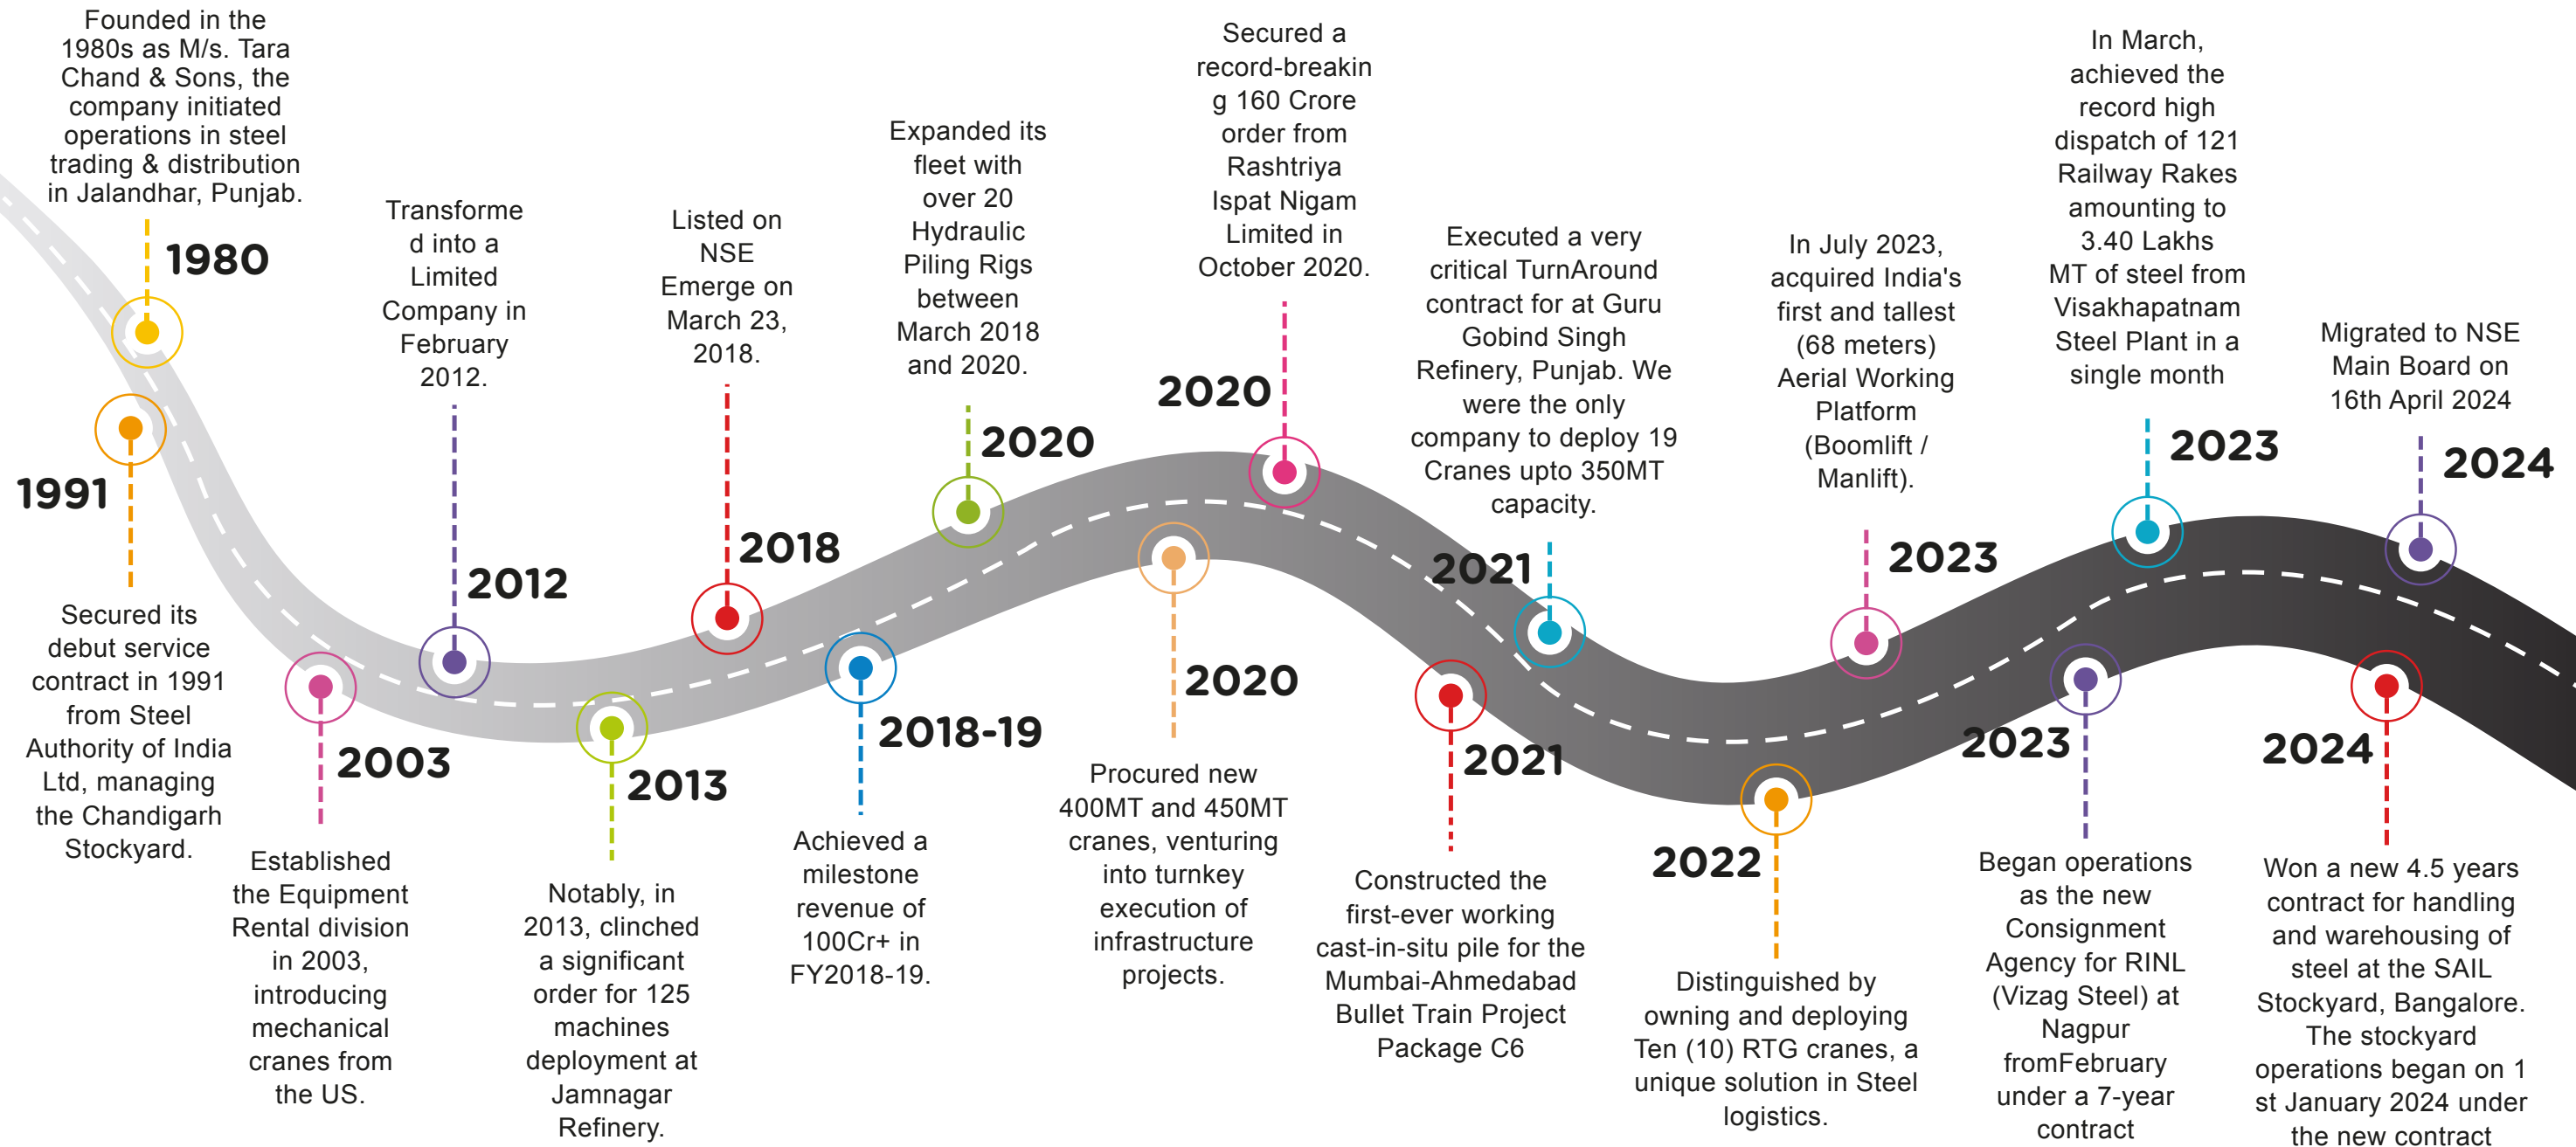 Founded in the
1980s as M/s. Tara
Chand & Sons, the
company initiated
operations in steel
trading & distribution
in Jalandhar, Punjab.
1980
1991
Secured its
debut service
contract in 1991
from Steel
Authority of India
Ltd, managing
the Chandigarh
Stockyard.
2003
Established
the Equipment
Rental division
in 2003,
introducing
mechanical
cranes from
the US.
Transforme
d into a
Limited
Company in
February
2012.
2012
2013
Notably, in
2013, clinched
a significant
order for 125
machines
deployment at
Jamnagar
Refinery.
Listed on
NSE
Emerge on
March 23,
2018.
2018
2018-19
Achieved a
milestone
revenue of
100Cr+ in
FY2018-19.
Expanded its
fleet with
over 20
Hydraulic
Piling Rigs
between
March 2018
and 2020.
2020
2020
Procured new
400MT and 450MT
cranes, venturing
into turnkey
execution of
infrastructure
projects.
Secured a
record-breakin
g 160 Crore
order from
Rashtriya
Ispat Nigam
Limited in
October 2020.
2020
2021
Constructed the
first-ever working
cast-in-situ pile for the
Mumbai-Ahmedabad
Bullet Train Project
Package C6
Executed a very
critical TurnAround
contract for at Guru
Gobind Singh
Refinery, Punjab. We
were the only
company to deploy 19
Cranes upto 350MT
capacity.
2021
2022
Distinguished by
owning and deploying
Ten (10) RTG cranes, a
unique solution in Steel
logistics.
In July 2023,
acquired India's
first and tallest
(68 meters)
Aerial Working
Platform
(Boomlift /
Manlift).
2023
2023
Began operations
as the new
Consignment
Agency for RINL
(Vizag Steel) at
Nagpur
fromFebruary
under a 7-year
contract
In March,
achieved the
record high
dispatch of 121
Railway Rakes
amounting to
3.40 Lakhs
MT of steel from
Visakhapatnam
Steel Plant in a
single month
2023
2024
Won a new 4.5 years
contract for handling
and warehousing of
steel at the SAIL
Stockyard, Bangalore.
The stockyard
operations began on 1
st January 2024 under
the new contract
Migrated to NSE
Main Board on
16th April 2024
2024